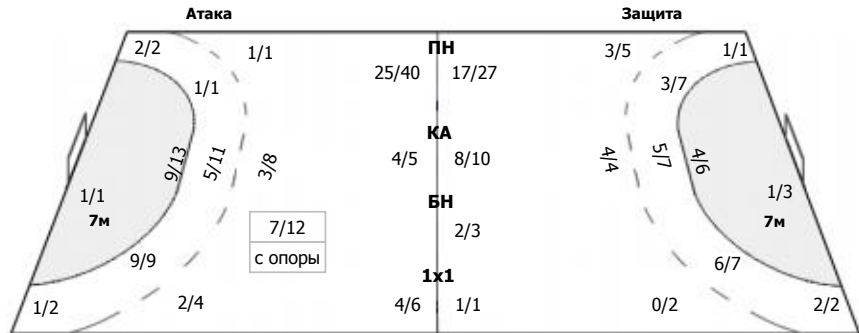 Атака Защита
2/2 1/1 ПН 3/5 1/1
25/40 17/27
1/1 3/7
КА
9/13 5/11 3/8 4/5 8/10 4/4 5/7 4/6
1/1 1/3
7м 7м
БН
7/12 2/3
с опоры
9/9 6/7
1х1
1/2 2/4 4/6 1/1 0/2 2/2